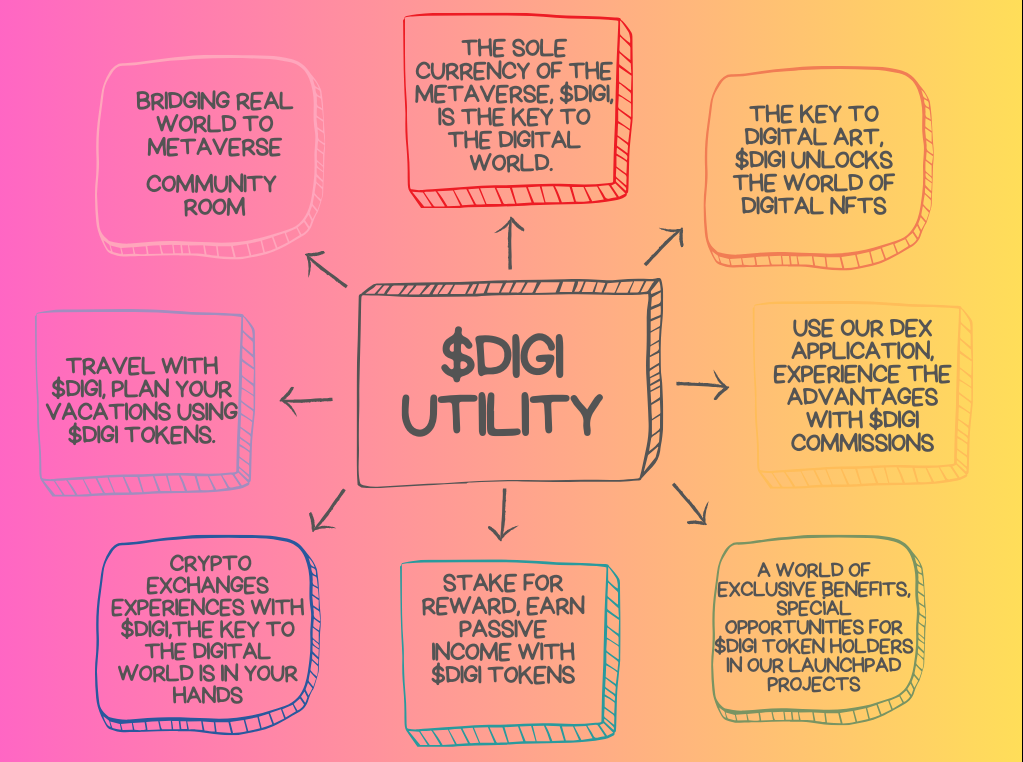 THE SOLE
CURRENCY OF THE
METAVERSE, $DIGI,
IS THE KEY TO
THE DIGITAL
WORLD.
BRIDGING REAL
WORLD TO
METAVERSE
COMMUNITY
ROOM
THE KEY TO
DIGITAL ART,
$DIGI UNLOCKS
THE WORLD OF
DIGITAL NFTS
$DIGI
UTILITY
TRAVEL WITH
$DIGI, PLAN YOUR
VACATIONS USING
$DIGI TOKENS.
USE OUR DEX
APPLICATION,
EXPERIENCE THE
ADVANTAGES
WITH $DIGI
COMMISSIONS
CRYPTO
EXCHANGES
EXPERIENCES WITH
$DIGI,THE KEY TO
THE DIGITAL
WORLD IS IN YOUR
HANDS
STAKE FOR
REWARD, EARN
PASSIVE
INCOME WITH
$DIGI TOKENS
A WORLD OF
EXCLUSIVE BENEFITS,
SPECIAL
OPPORTUNITIES FOR
$DIGI TOKEN HOLDERS
IN OUR LAUNCHPAD
PROJECTS